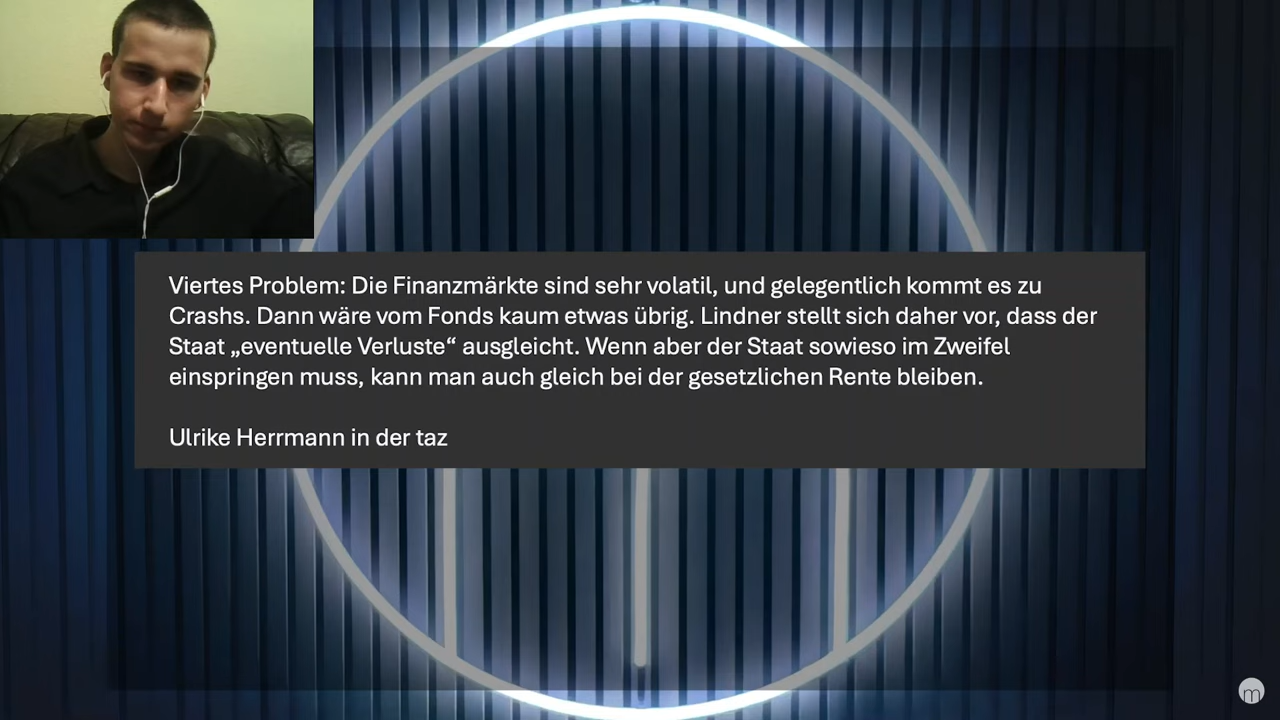 Viertes Problem: Die Finanzmärkte sind sehr volatil, und gelegentlich kommt es zu
Crashs. Dann wäre vom Fonds kaum etwas übrig. Lindner stellt sich daher vor, dass der
Staat „eventuelle Verluste“ ausgleicht. Wenn aber der Staat sowieso im Zweifel
einspringen muss, kann man auch gleich bei der gesetzlichen Rente bleiben.
Ulrike Herrmann in der taz
m